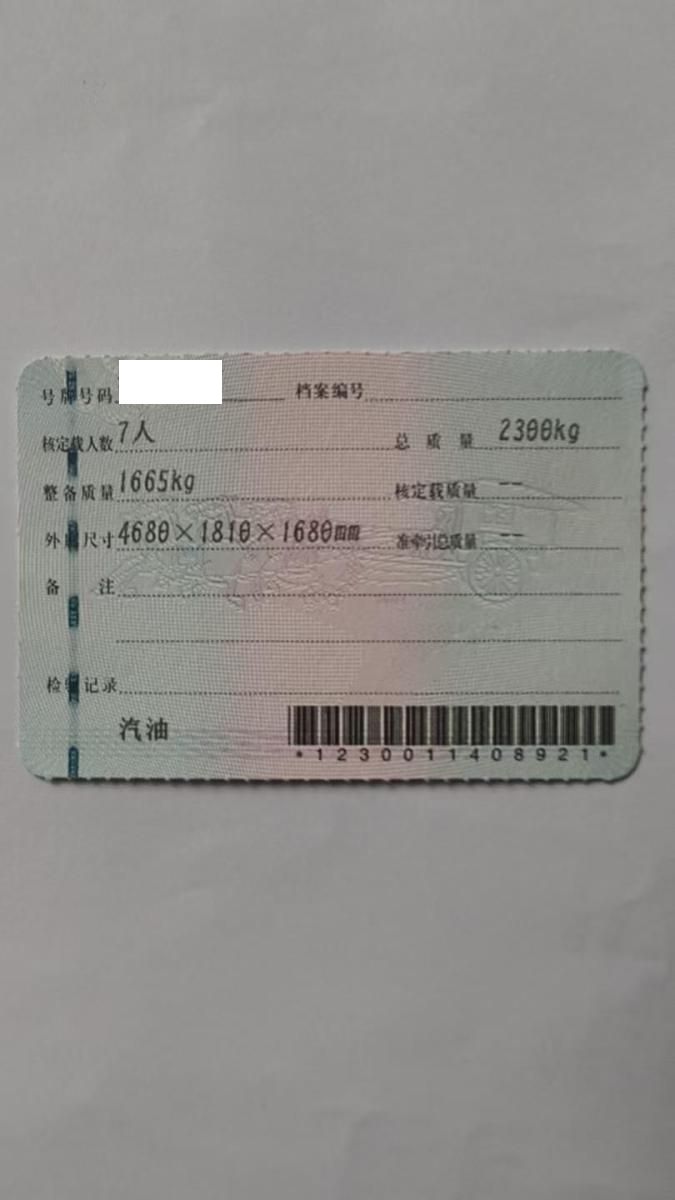 号牌号码 档案编号
核定载人数 7人 总质量 2300kg
整备质量 1665kg 核定载质量 --
外廓尺寸 4680×1810×1680mm 准牵引总质量 --
备注
检验记录
汽油
*1230011408921*